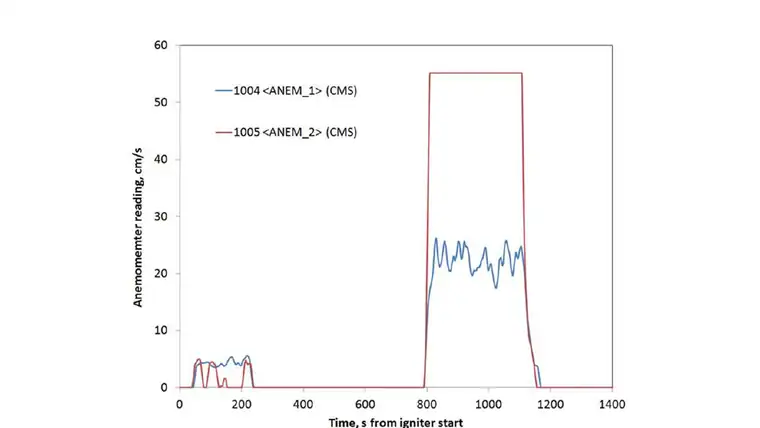 60
50
40
30
20
10
0
Anemomemter reading, cm/s
1004 <ANEM_1> (CMS)
1005 <ANEM_2> (CMS)
0 200 400 600 800 1000 1200 1400
Time, s from igniter start